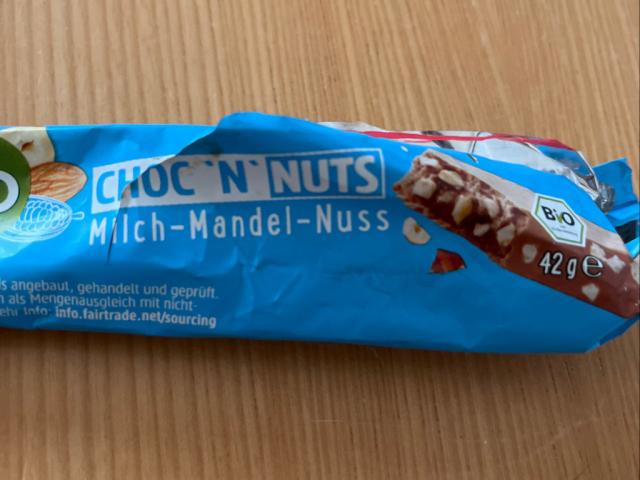 CHOC`N`NUTS
Milch-Mandel-Nuss
BiO
42 g e
angebaut, gehandelt und geprüft.
als Mengenausgleich mit nicht-
Info: info.fairtrade.net/sourcing